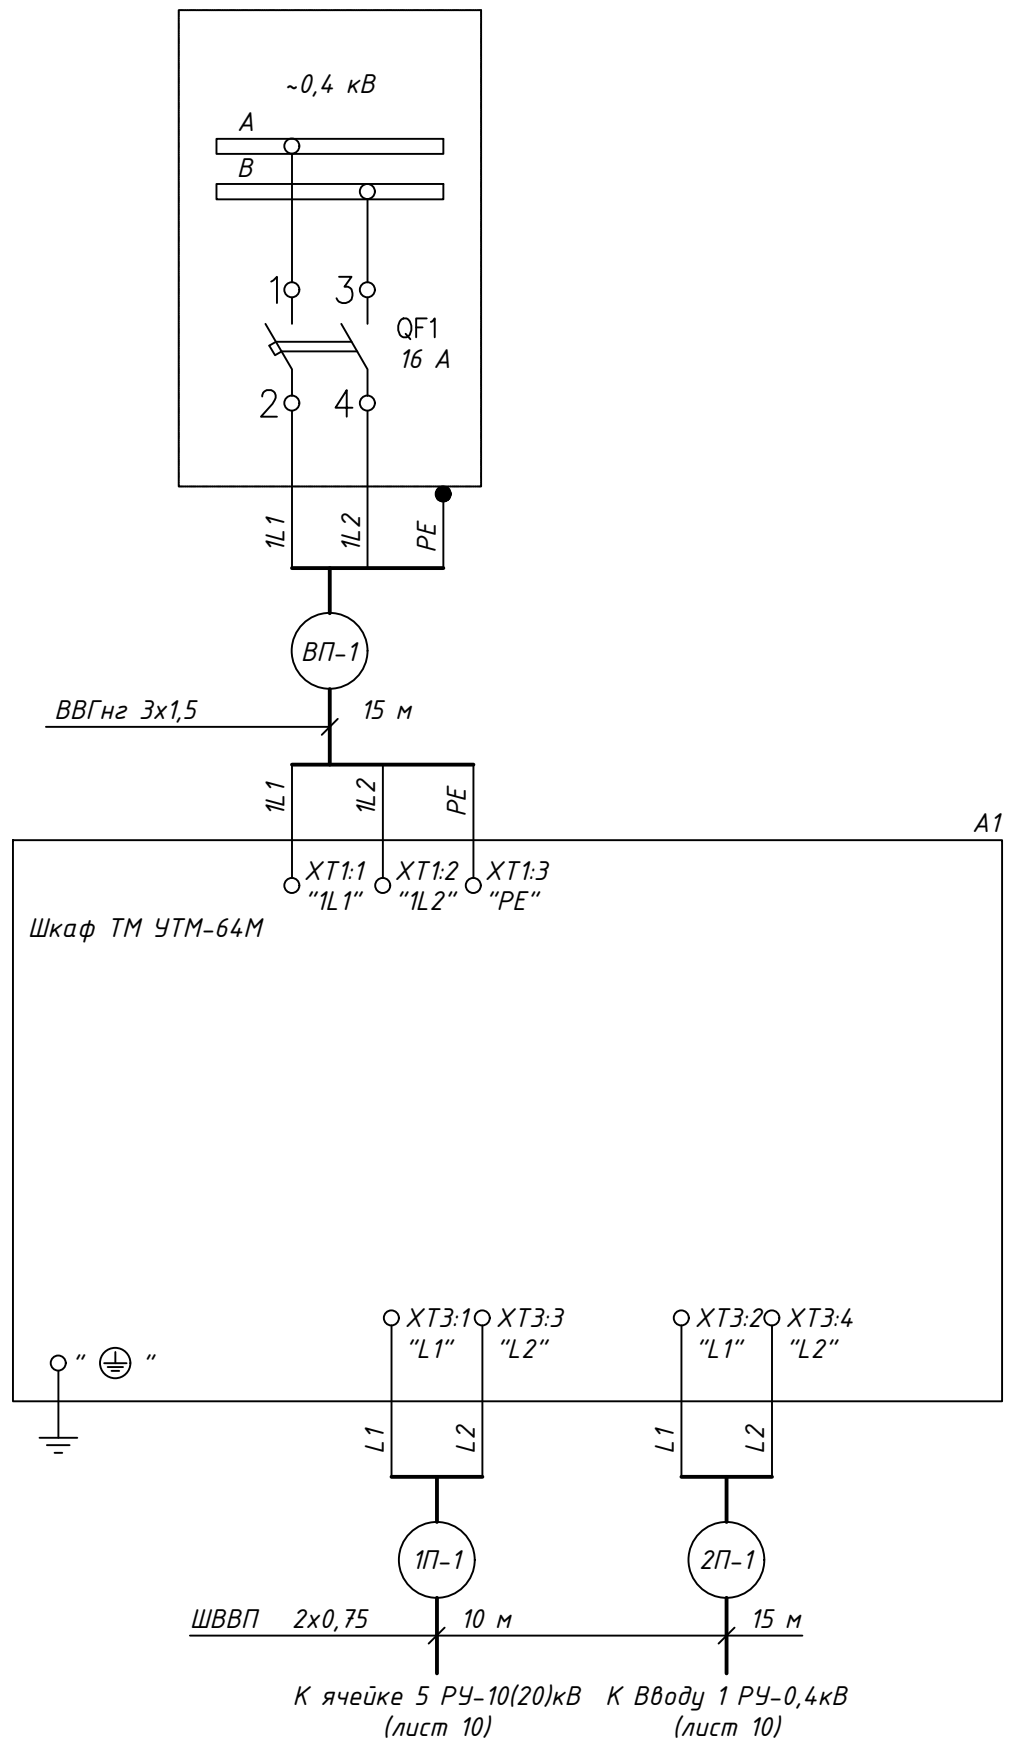 ~0,4 кВ
А
В
1
3
QF1
16 А
2
4
1L1
1L2
PE
ВП-1
ВВГнг 3х1,5
15 м
1L1
1L2
PE
А1
XT1:1
XT1:2
XT1:3
"1L1"
"1L2"
"PE"
Шкаф ТМ УТМ-64М
XT3:1
XT3:3
XT3:2
XT3:4
"L1"
"L2"
"L1"
"L2"
" "
L1
L2
L1
L2
1П-1
2П-1
ШВВП 2х0,75
10 м
15 м
К ячейке 5 РУ-10(20)кВ
К Вводу 1 РУ-0,4кВ
(лист 10)
(лист 10)